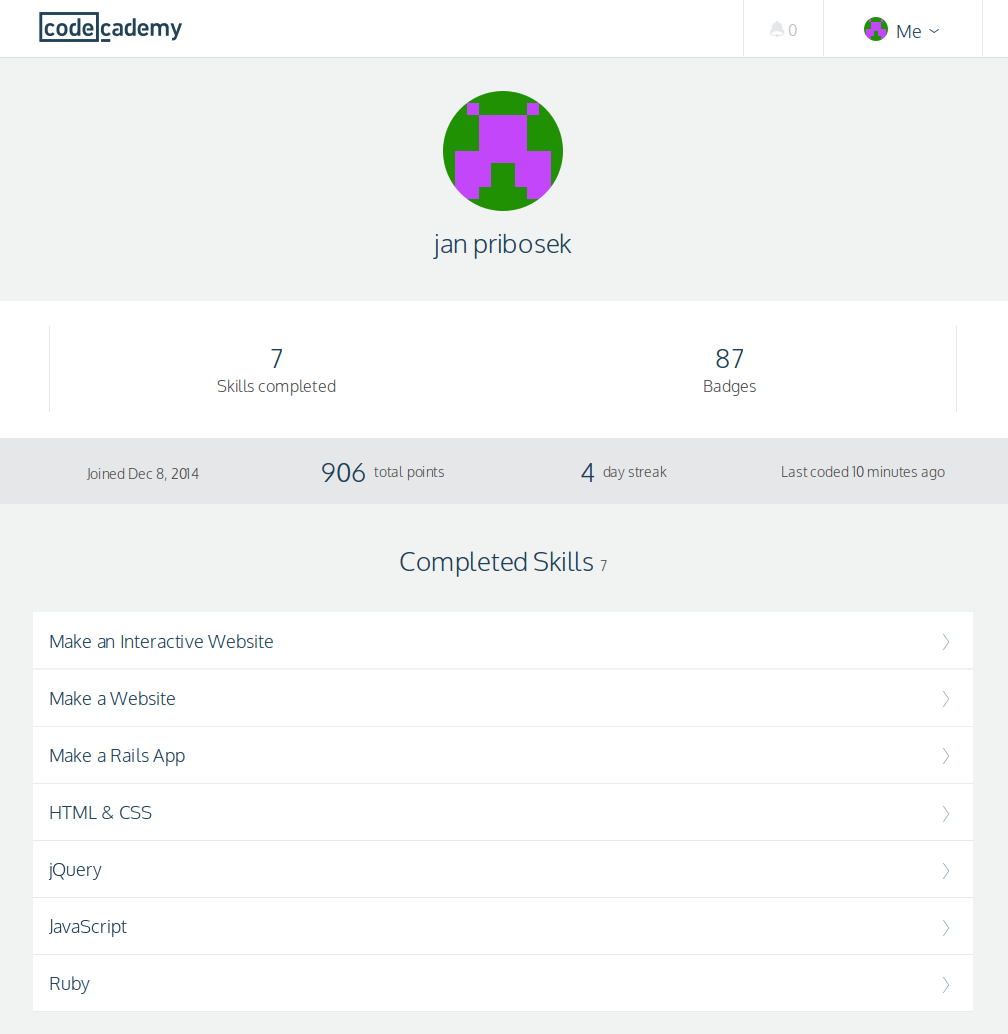 codecademy
0
Me
jan pribosek
7
Skills completed
87
Badges
Joined Dec 8, 2014
906 total points
4 day streak
Last coded 10 minutes ago
Completed Skills 7
Make an Interactive Website
Make a Website
Make a Rails App
HTML & CSS
jQuery
JavaScript
Ruby